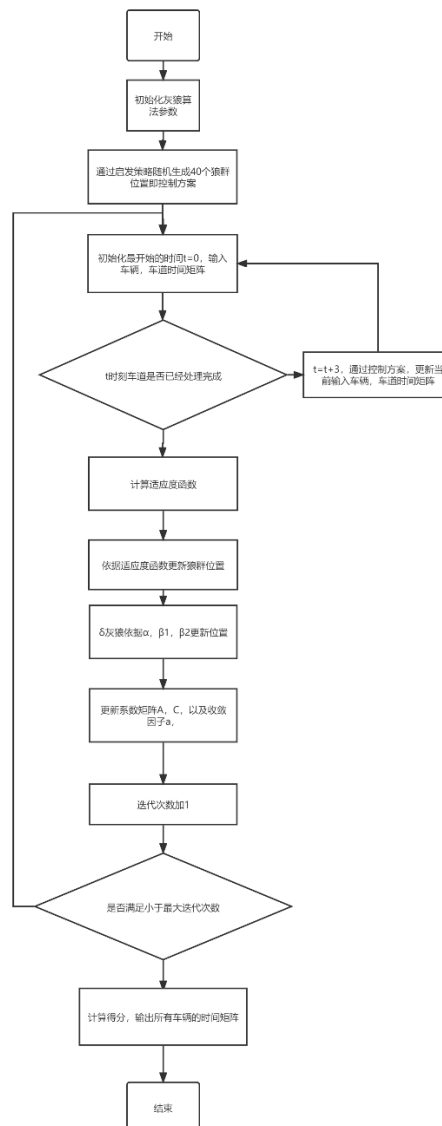 开始
初始化灰狼算
法参数
通过启发策略随机生成40个狼群
位置即控制方案
初始化最开始的时间t=0，输入
车辆，车道时间矩阵
t时刻车道是否已经处理完成
t=t+3，通过控制方案，更新当
前输入车辆，车道时间矩阵
计算适应度函数
依据适应度函数更新狼群位置
δ灰狼依据α，β1，β2更新位置
更新系数矩阵A，C，以及收敛
因子a，
迭代次数加1
是否满足小于最大迭代次数
计算得分，输出所有车辆的时间矩阵
结束